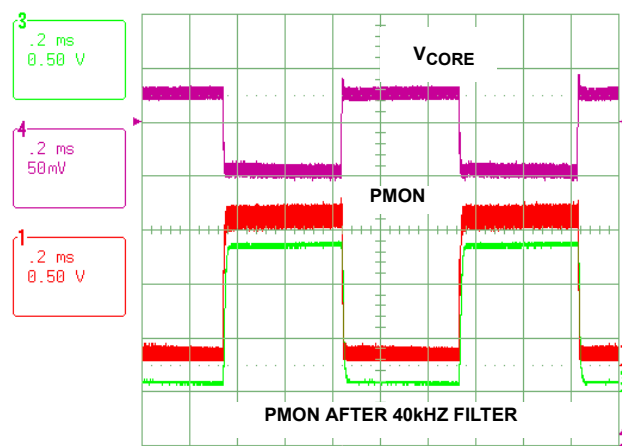 3
.2 ms
0.50 V
4
.2 ms
50mV
1
.2 ms
0.50 V
VCORE
PMON
PMON AFTER 40kHZ FILTER